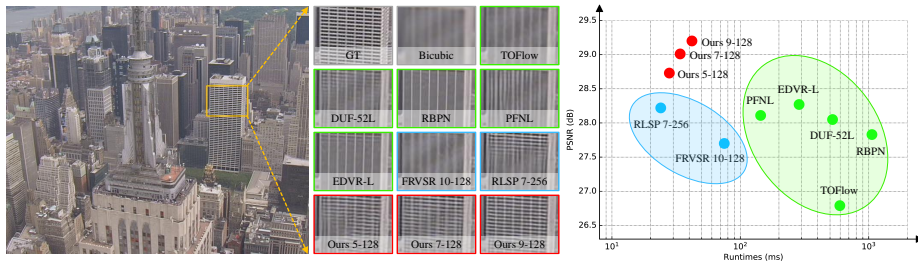 GT
Bicubic
TOFlow
DUF-52L
RBPN
PFNL
EDVR-L
FRVSR 10-128
RLSP 7-256
Ours 5-128
Ours 7-128
Ours 9-128
29.5
29.0
28.5
28.0
27.5
27.0
26.5
PSNR (dB)
Ours 9-128
Ours 7-128
Ours 5-128
RLSP 7-256
FRVSR 10-128
PFNL
EDVR-L
DUF-52L
RBPN
TOFlow
10¹
10²
10³
Runtimes (ms)